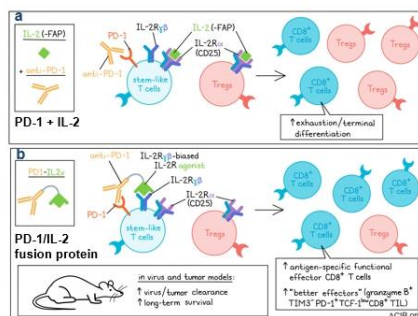 a
IL-2 (-FAP)
+ anti-PD-1
PD-1 + IL-2
PD-1
anti-PD-1
IL-2Rγβ
IL-2 (-FAP)
IL-2Rα
(CD25)
stem-like
T cells
Tregs
CD8+
T cells
Tregs
Tregs
CD8+
T cells
Tregs
↑ exhaustion/terminal
differentiation
b
PD1-IL2v
PD-1/IL-2
fusion protein
anti-PD-1
IL-2Rγβ-biased
IL-2R agonist
IL-2Rγβ
PD-1
IL-2Rα
(CD25)
stem-like
T cells
Tregs
CD8+
T cells
CD8+
T cells
CD8+
T cells
CD8+
T cells
Tregs
in virus and tumor models:
↑ virus/tumor clearance
↑ long-term survival
↑ antigen-specific functional
effector CD8+ T cells
↑ "better effectors" (granzyme B+
TIM3- PD-1+TCF-1lowCD8+ TIL)